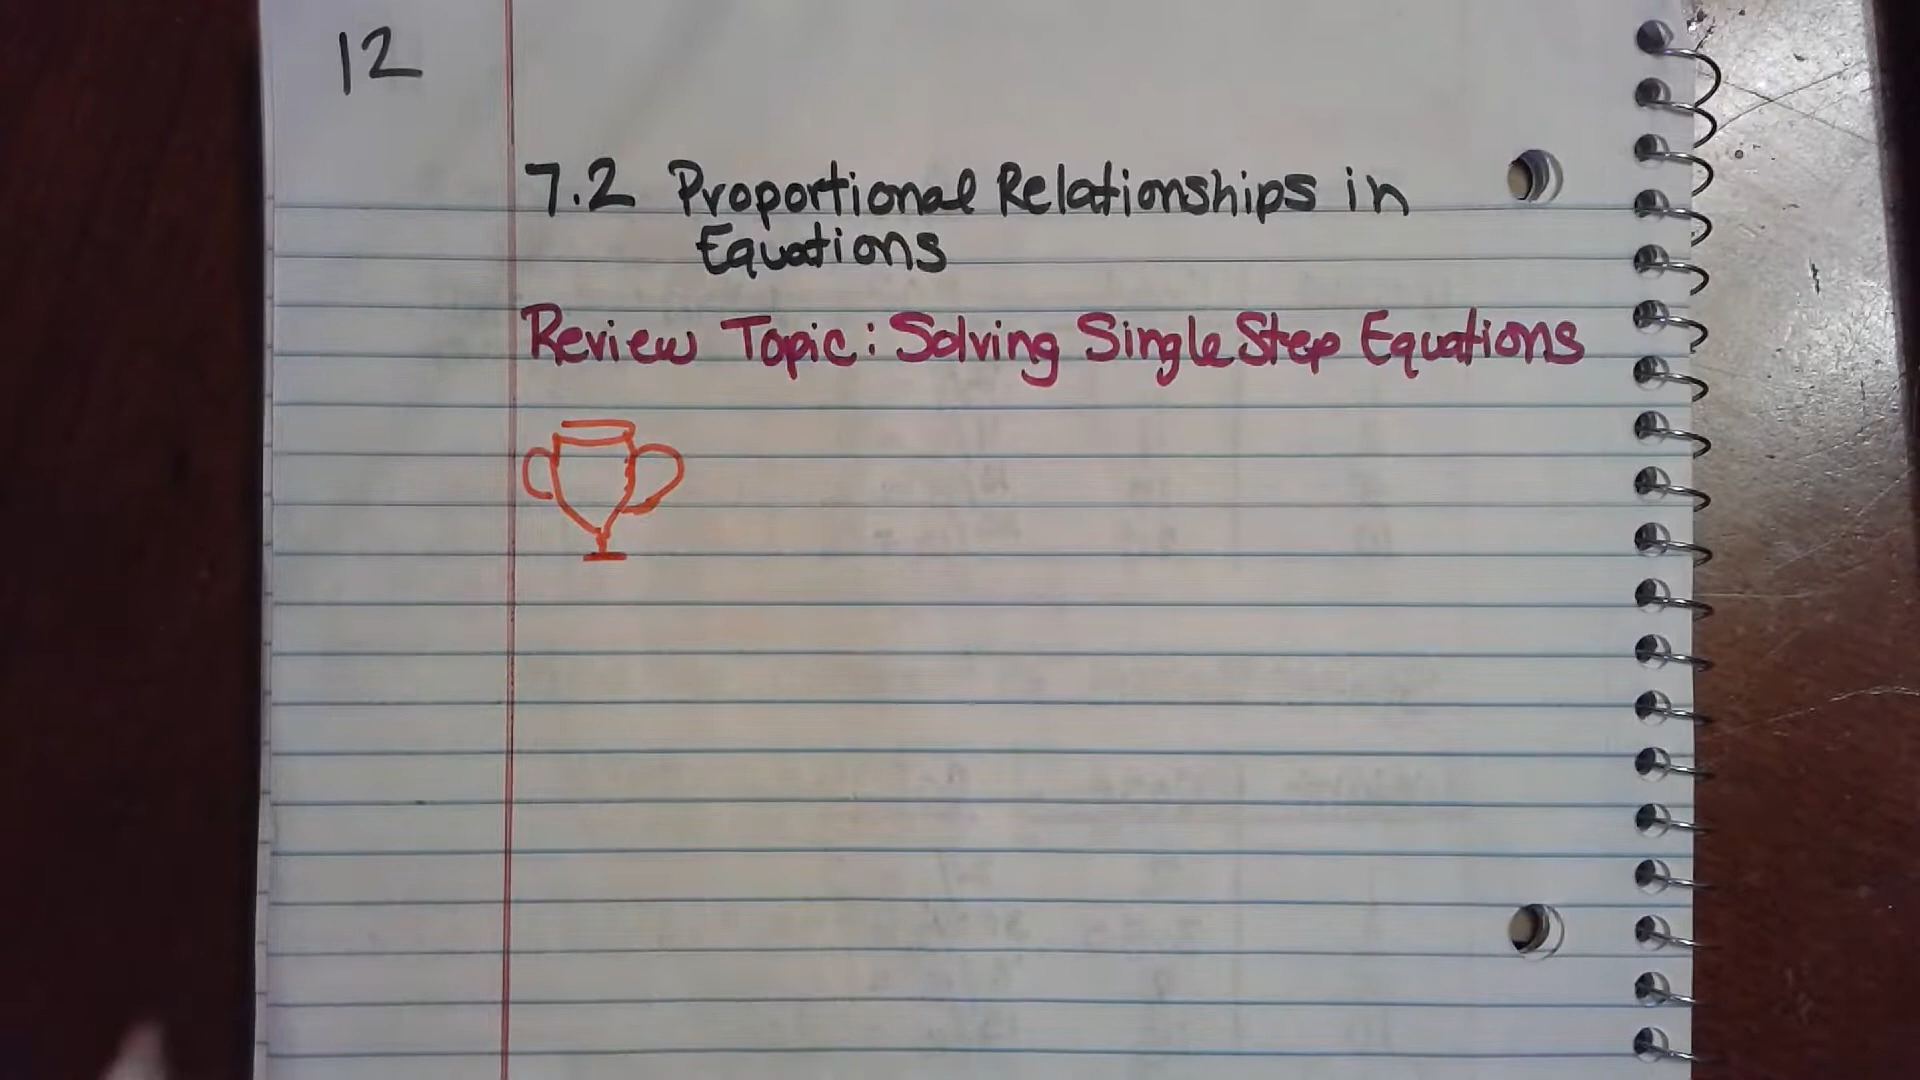 12
7.2 Proportional Relationships in
Equations
Review Topic: Solving Single Step Equations